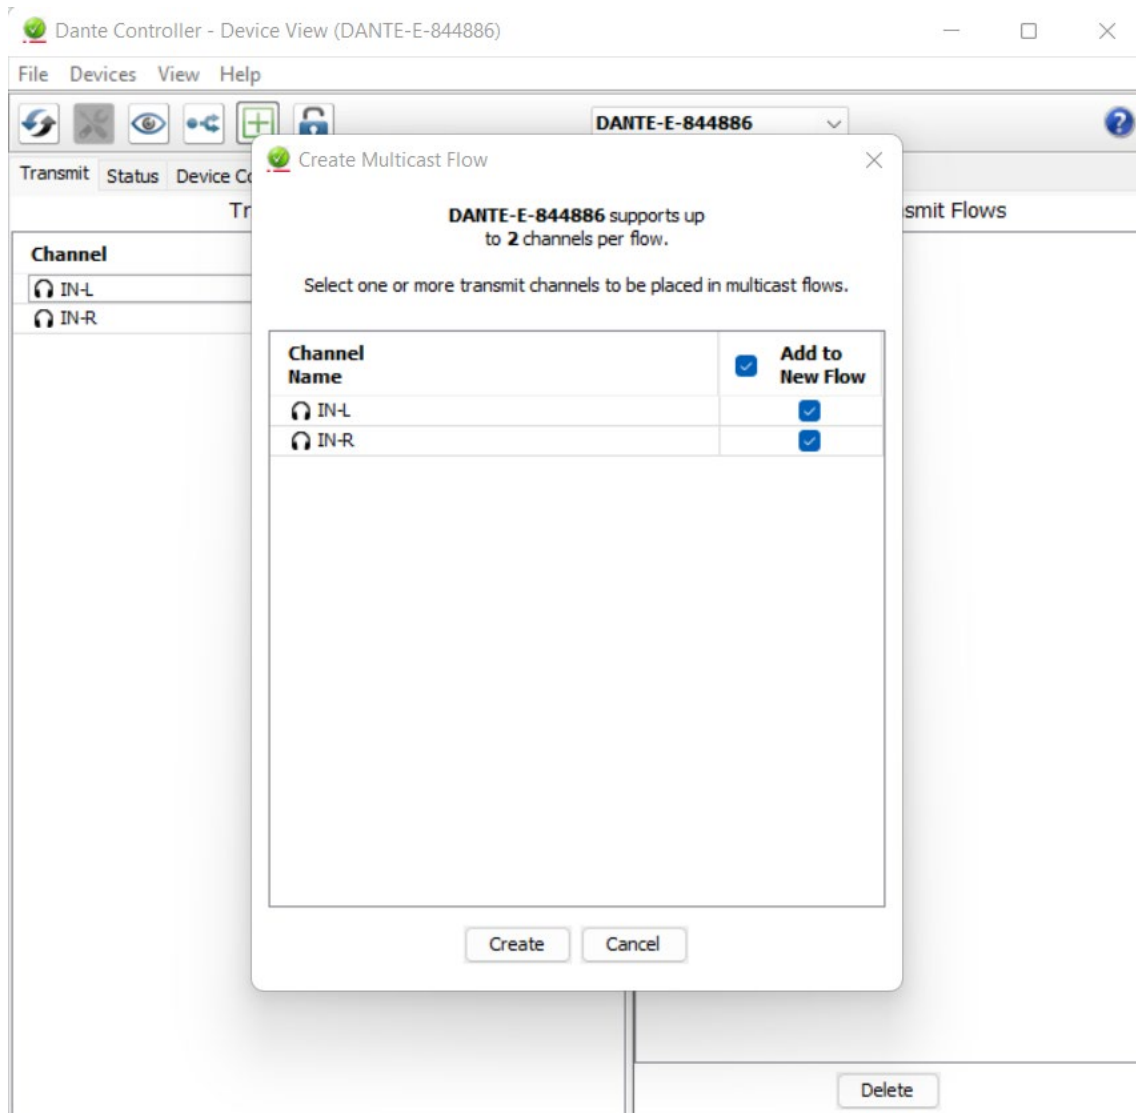 Dante Controller - Device View (DANTE-E-844886)
File Devices View Help
DANTE-E-844886
Create Multicast Flow
Transmit Status Device Co
Tr
smit Flows
DANTE-E-844886 supports up
to 2 channels per flow.
Channel
Select one or more transmit channels to be placed in multicast flows.
IN-L
IN-R
Channel
Name
Add to
New Flow
IN-L
IN-R
Create Cancel
Delete